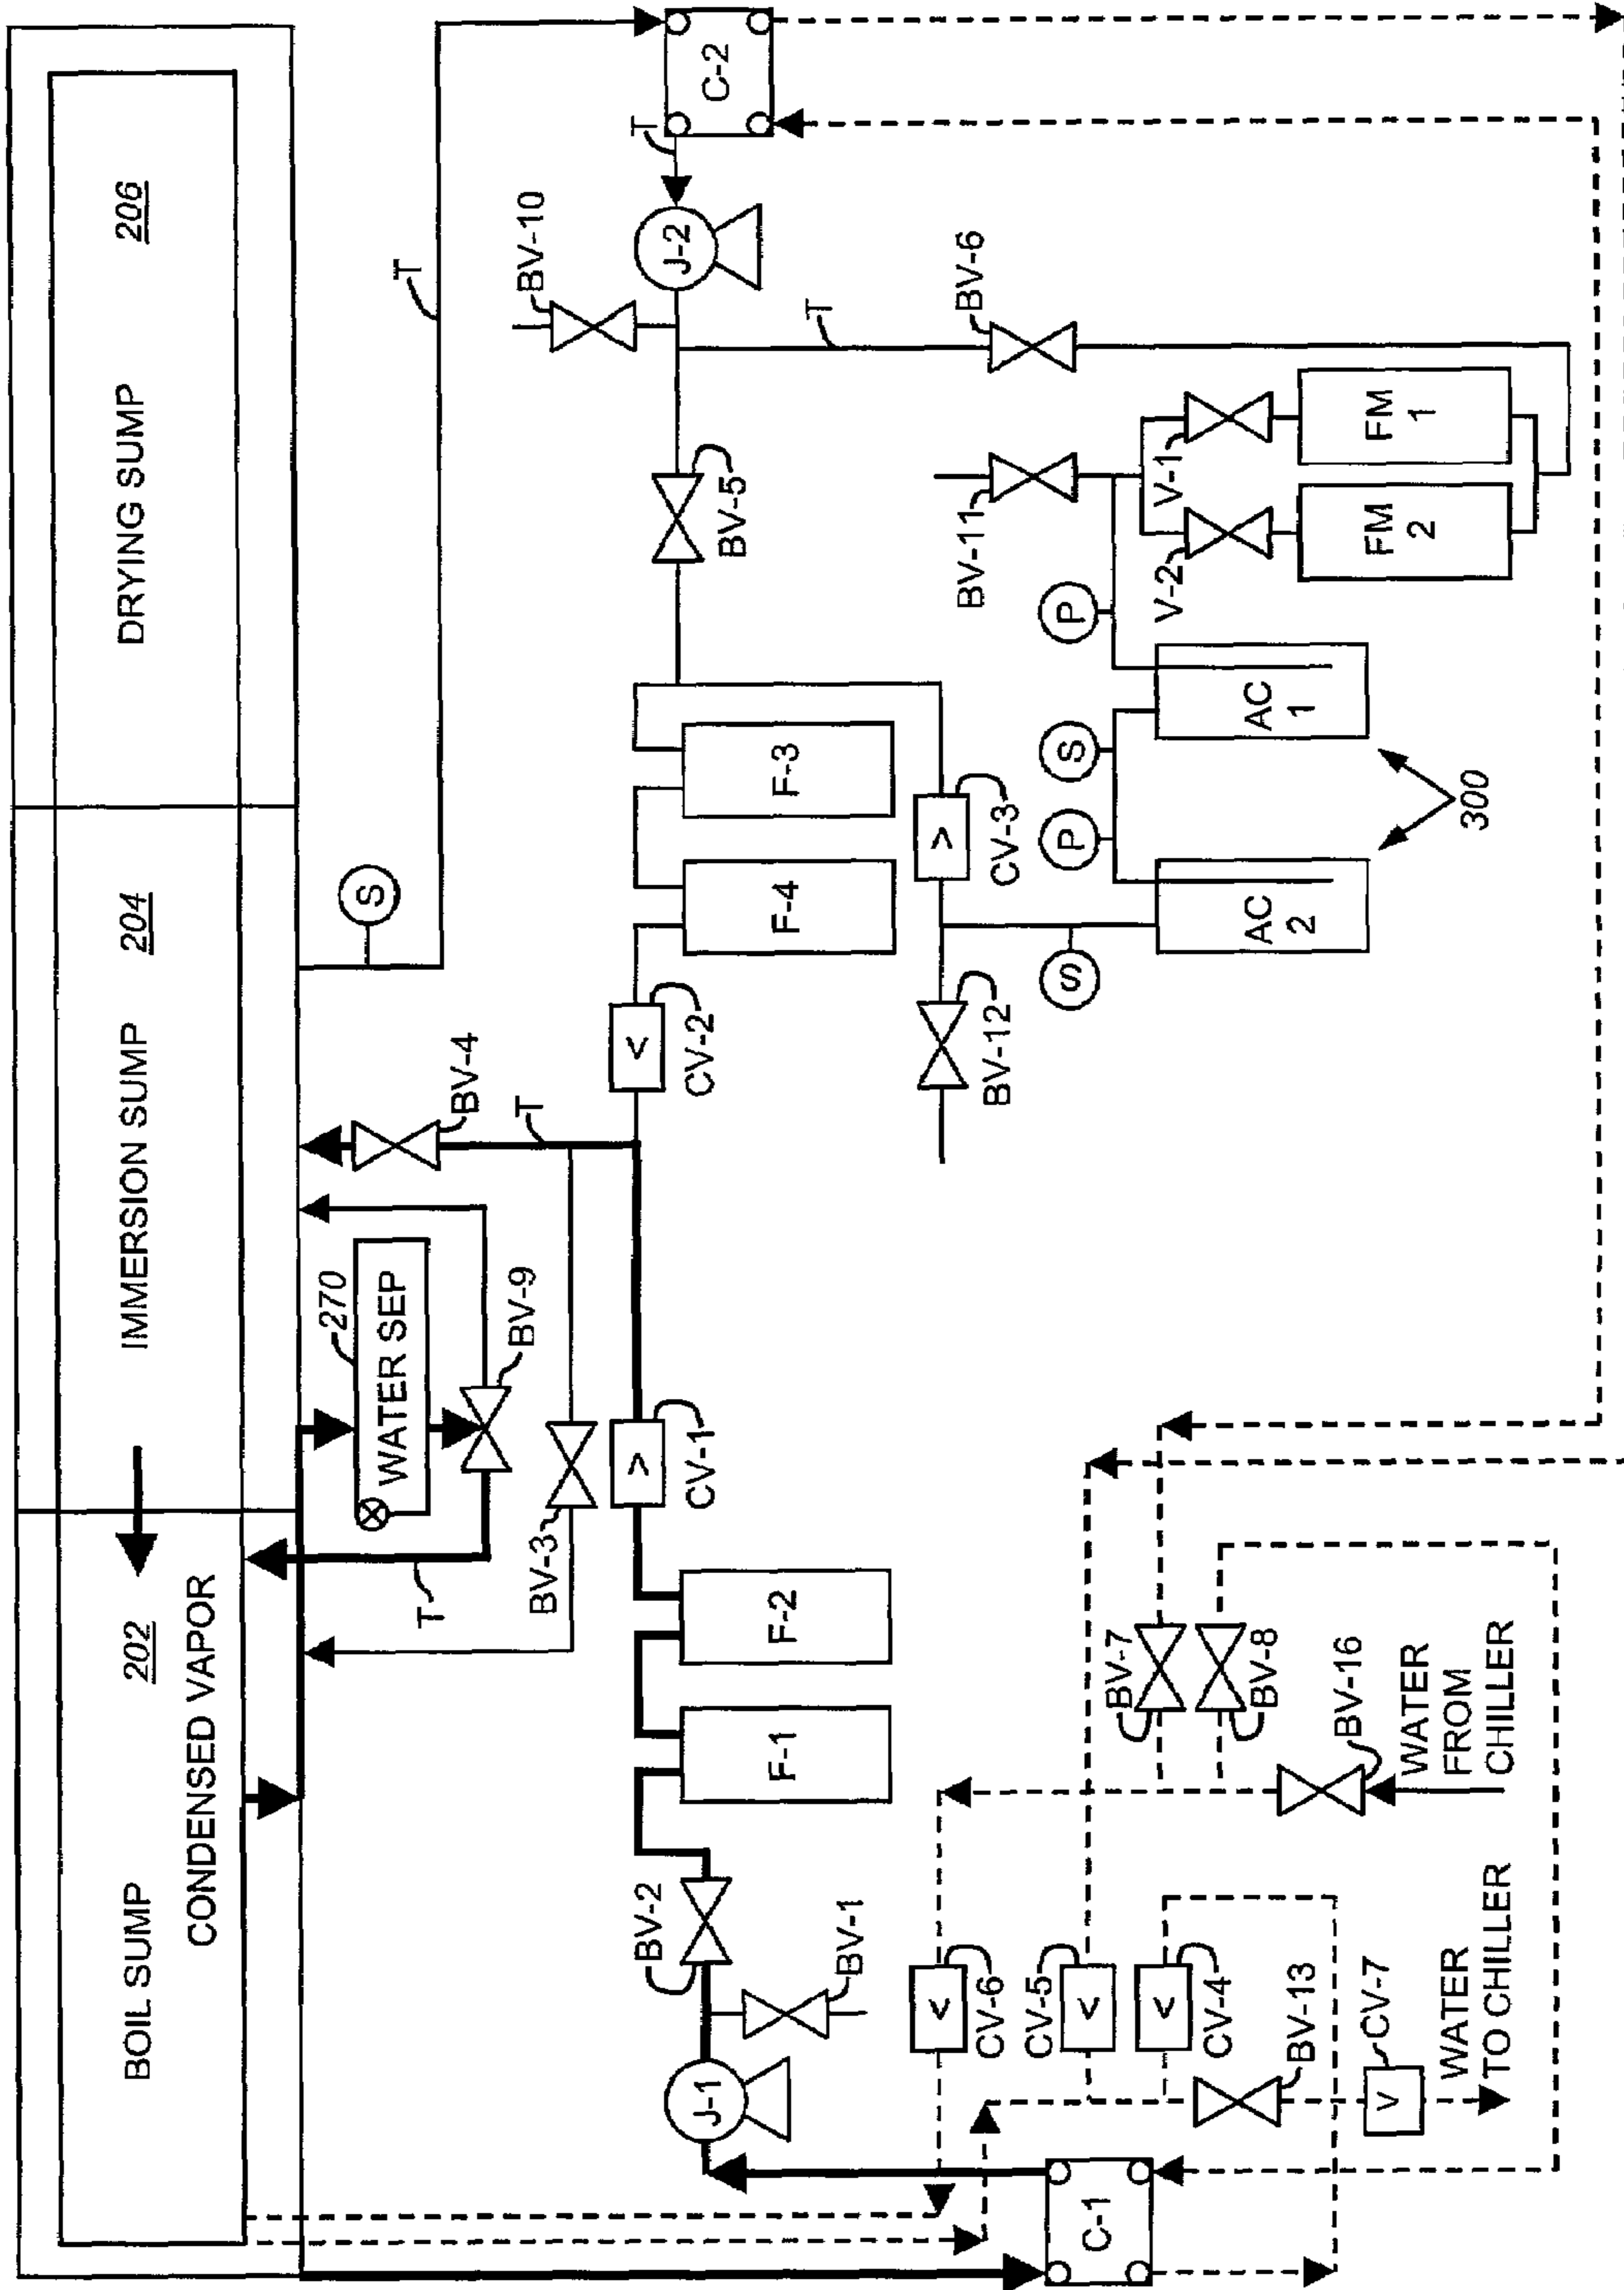 BOIL SUMP
202
CONDENSED VAPOR
IMMERSION SUMP
204
DRYING SUMP
206
270
WATER SEP
BV-9
T
S
T
C-2
T
J-2
BV-10
BV-4
T
BV-3
CV-1
F-2
F-1
BV-2
BV-1
J-1
<
CV-2
F-4
F-3
BV-5
T
BV-6
>
>
CV-3
BV-12
S
P
S
P
BV-11
V-1
V-2
FM
1
FM
2
AC
1
AC
2
300
BV-7
BV-8
BV-16
WATER
FROM
CHILLER
<
CV-6
CV-5
<
<
CV-4
BV-13
V
CV-7
WATER
TO CHILLER
C-1